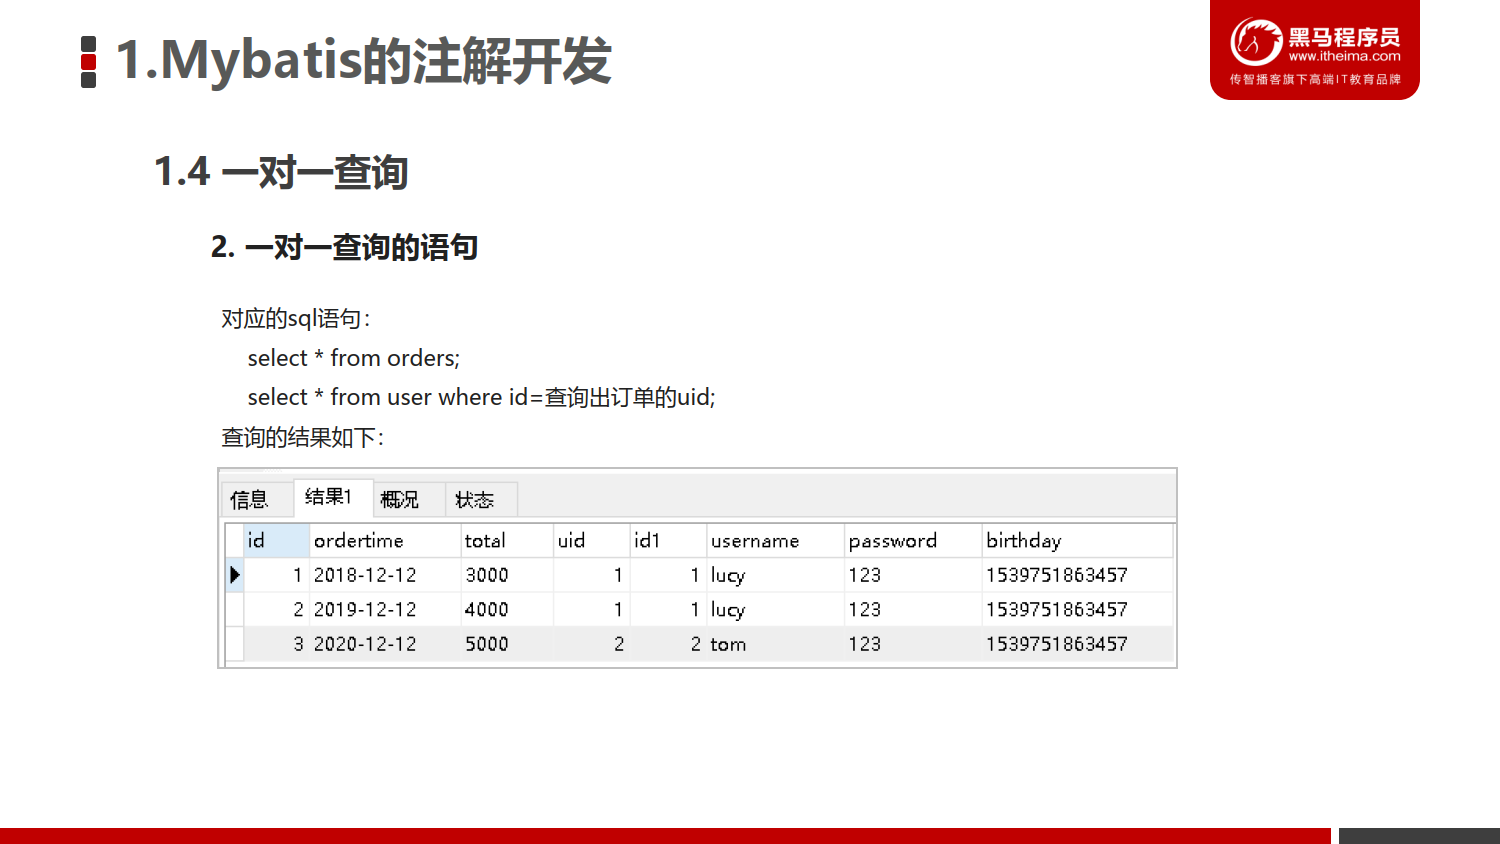 1.Mybatis的注解开发
黑马程序员
www.itheima.com
传智播客旗下高端IT教育品牌
1.4 一对一查询
2. 一对一查询的语句
对应的sql语句：
select * from orders;
select * from user where id=查询出订单的uid;
查询的结果如下：
信息 结果1 概况 状态
id ordertime total uid id1 username password birthday
1 2018-12-12 3000 1 1 lucy 123 1539751863457
2 2019-12-12 4000 1 1 lucy 123 1539751863457
3 2020-12-12 5000 2 2 tom 123 1539751863457